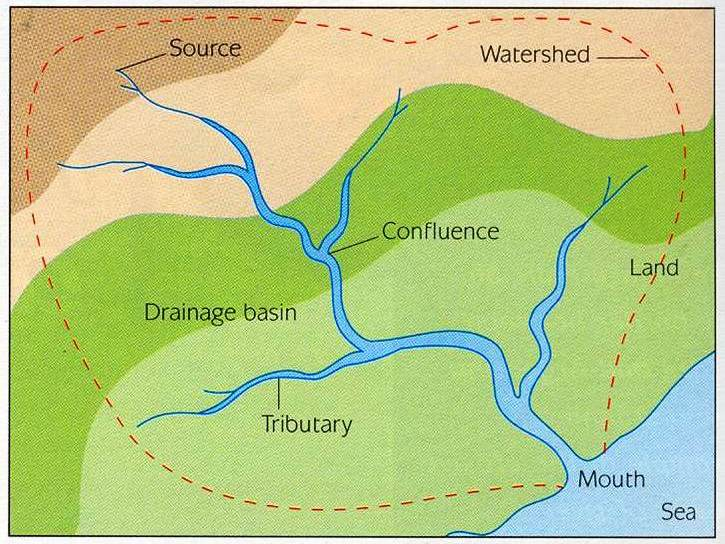 Source
Watershed
Confluence
Land
Drainage basin
Tributary
Mouth
Sea